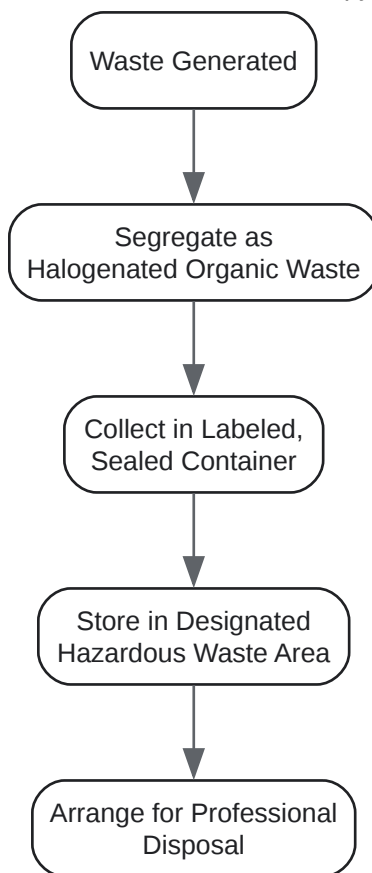 Waste Generated
Segregate as
Halogenated Organic Waste
Collect in Labeled,
Sealed Container
Store in Designated
Hazardous Waste Area
Arrange for Professional
Disposal